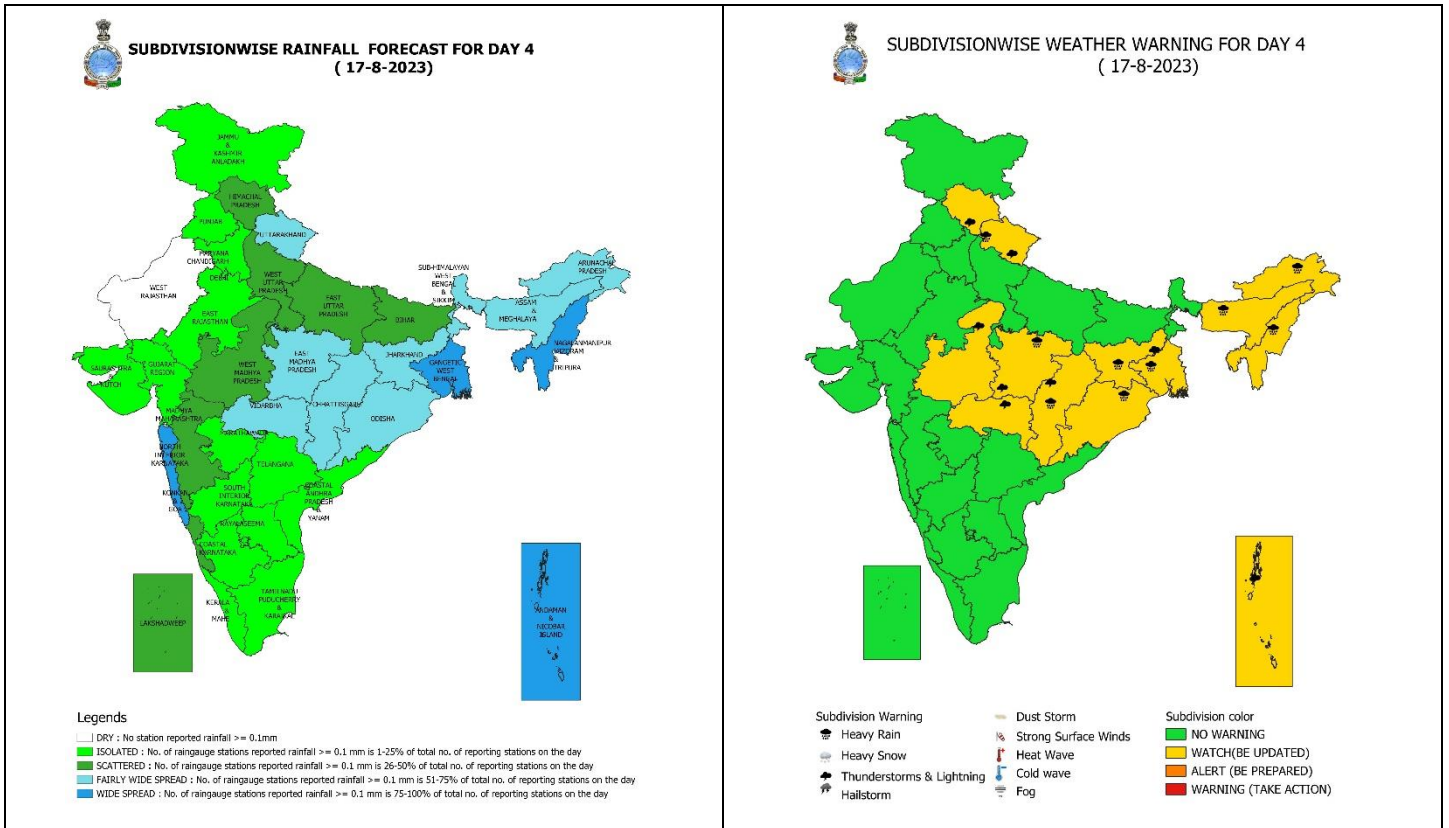 SUBDIVISIONWISE RAINFALL FORECAST FOR DAY 4
( 17-8-2023)
JAMMU
&
KASHMIR
ANLADAKH
HIMACHAL
PRADESH
PUNJAB
UTTARAKHAND
HARYANA
CHANDIGARH
&
DELHI
WEST
RAJASTHAN
WEST
UTTAR
PRADESH
EAST
UTTAR
PRADESH
SUB-HIMALAYAN
WEST
BENGAL
&
SIKKIM
ARUNACHAL
PRADESH
ASSAM
&
MEGHALAYA
EAST
RAJASTHAN
BIHAR
NAGALANMANIPUR
MIZORAM
&
TRIPURA
SAURASHTRA
&
KUTCH
GUJARAT
REGION
WEST
MADHYA
PRADESH
EAST
MADHYA
PRADESH
JHARKHAND
GANGETIC
WEST
BENGAL
MADHYA
MAHARASHTRA
VIDARBHA
CHHATTISGARH
ODISHA
MARATHAWADA
NORTH
INTERIOR
KARNATAKA
TELANGANA
KONKAN
&
GOA
SOUTH
INTERIOR
KARNATAKA
COASTAL
ANDHRA
PRADESH
&
YANAM
RAYALASEEMA
COASTAL
KARNATAKA
KERALA
&
MAHE
TAMILNADU
PUDUCHERRY
&
KARAIKAL
LAKSHADWEEP
ANDAMAN
&
NICOBAR
ISLAND
Legends
DRY : No station reported rainfall >= 0.1mm
ISOLATED : No. of raingauge stations reported rainfall >= 0.1 mm is 1-25% of total no. of reporting stations on the day
SCATTERED : No. of raingauge stations reported rainfall >= 0.1 mm is 26-50% of total no. of reporting stations on the day
FAIRLY WIDE SPREAD : No. of raingauge stations reported rainfall >= 0.1 mm is 51-75% of total no. of reporting stations on the day
WIDE SPREAD : No. of raingauge stations reported rainfall >= 0.1 mm is 75-100% of total no. of reporting stations on the day
SUBDIVISIONWISE WEATHER WARNING FOR DAY 4
( 17-8-2023)
Subdivision Warning
Heavy Rain
Heavy Snow
Thunderstorms & Lightning
Hailstorm
Dust Storm
Strong Surface Winds
Heat Wave
Cold wave
Fog
Subdivision color
NO WARNING
WATCH(BE UPDATED)
ALERT (BE PREPARED)
WARNING (TAKE ACTION)